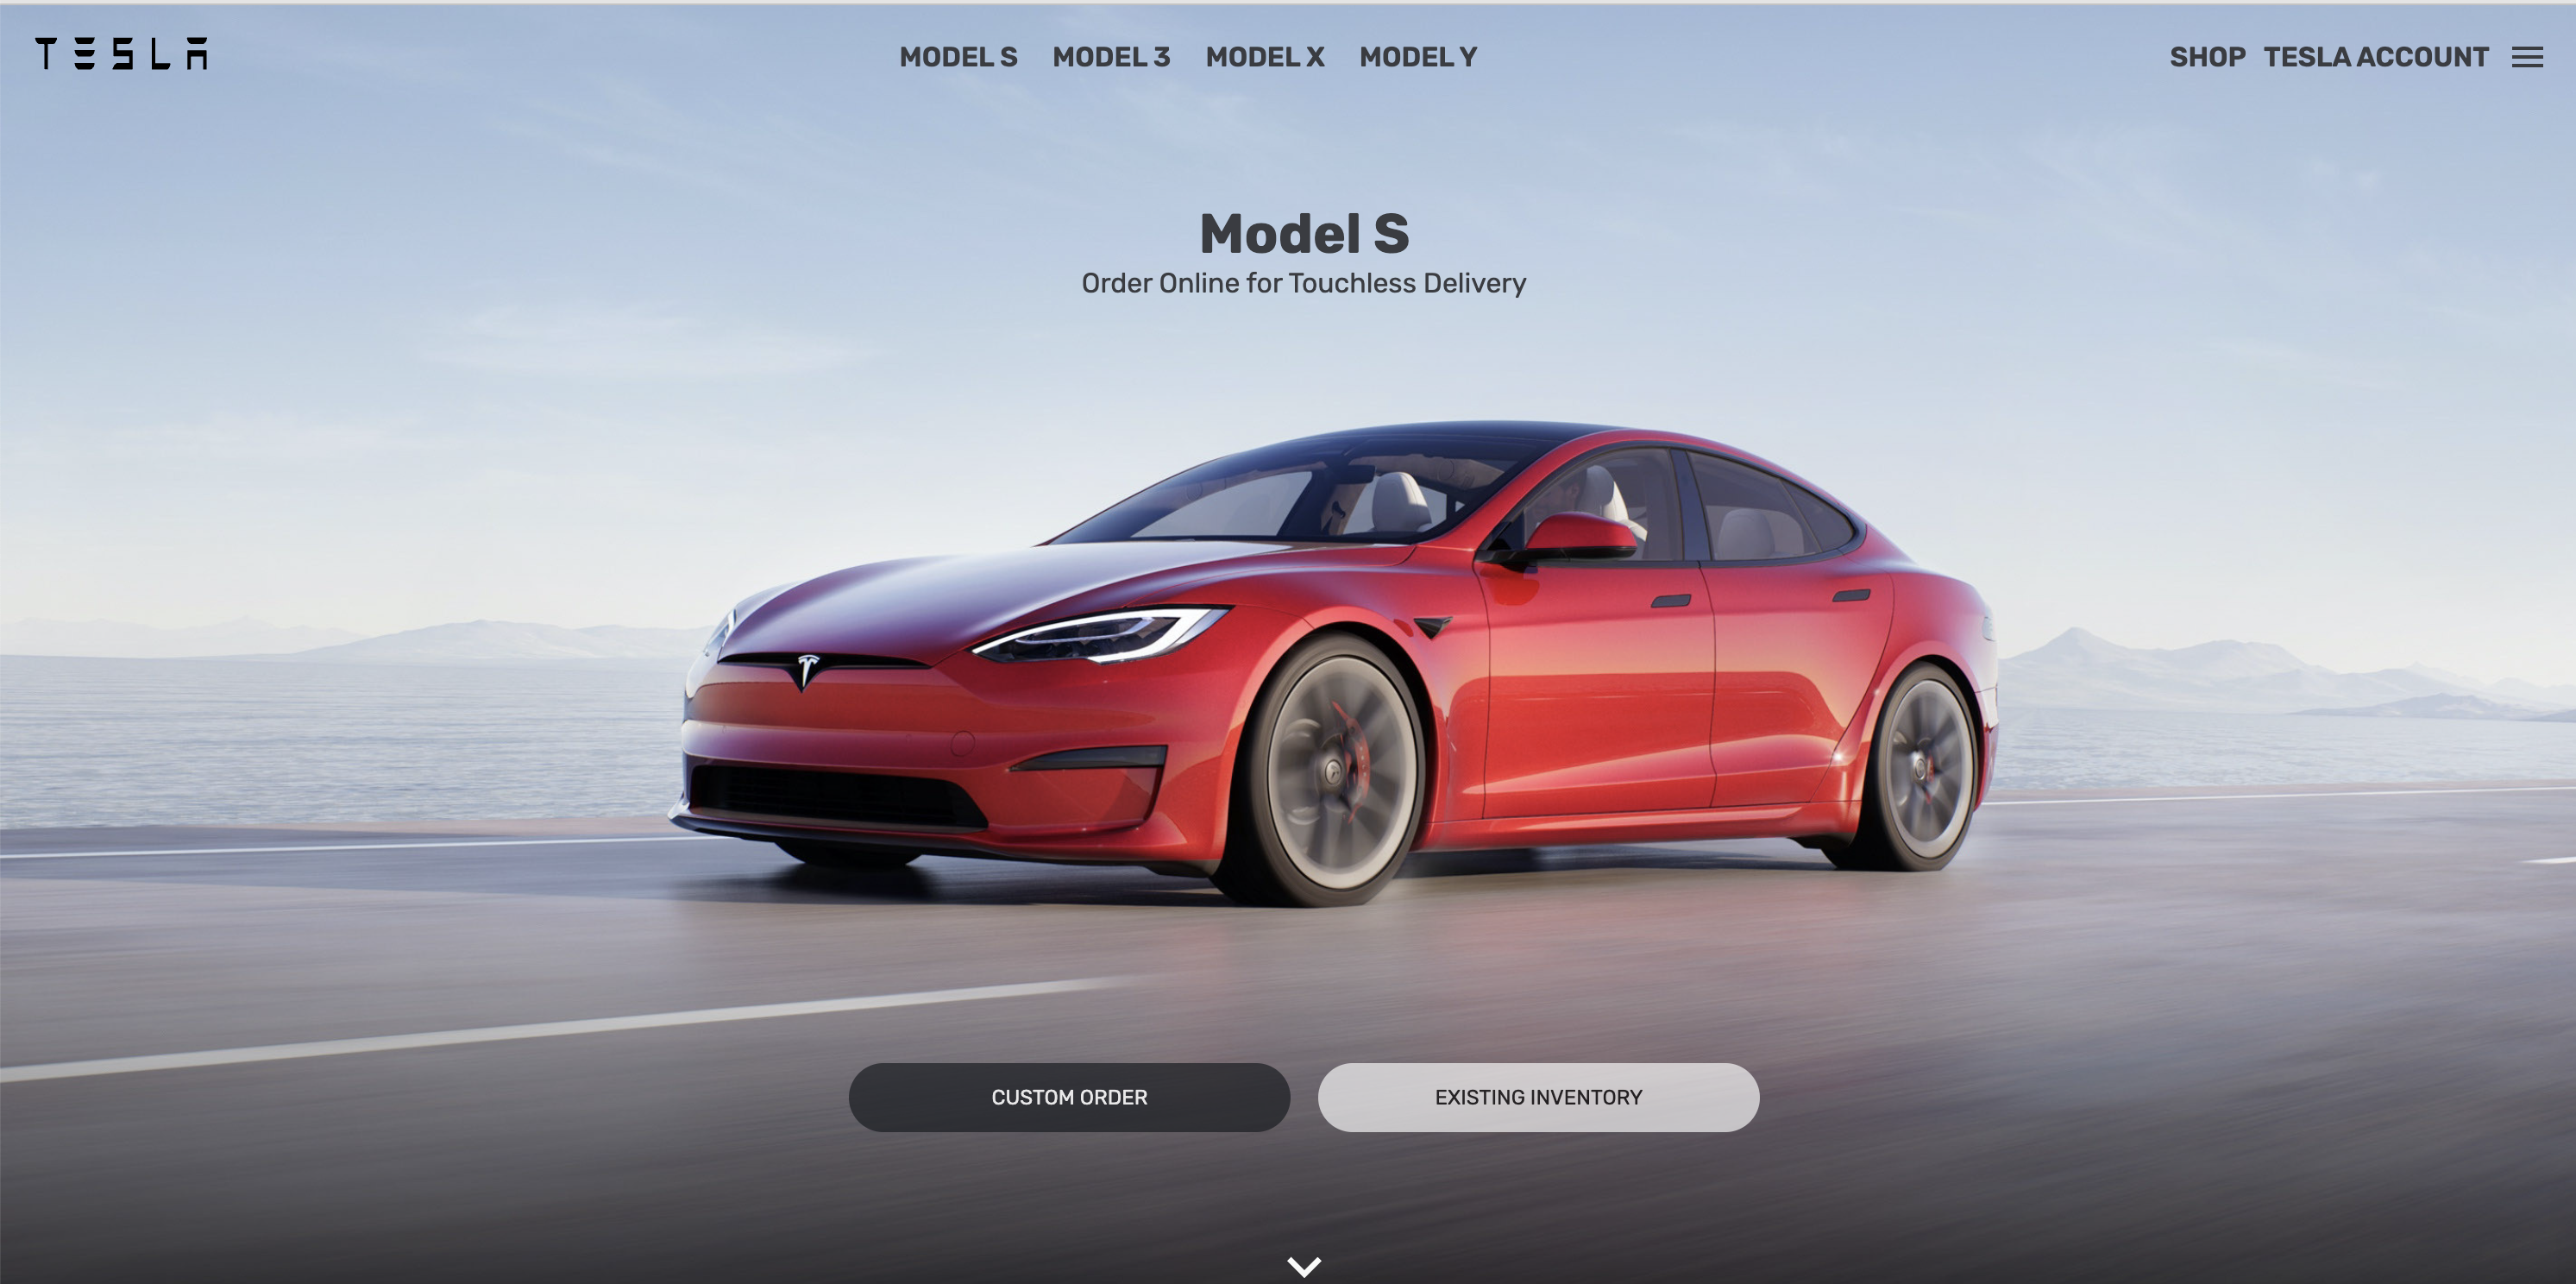 TESLA
MODEL S MODEL 3 MODEL X MODEL Y
SHOP TESLA ACCOUNT
Model S
Order Online for Touchless Delivery
CUSTOM ORDER
EXISTING INVENTORY